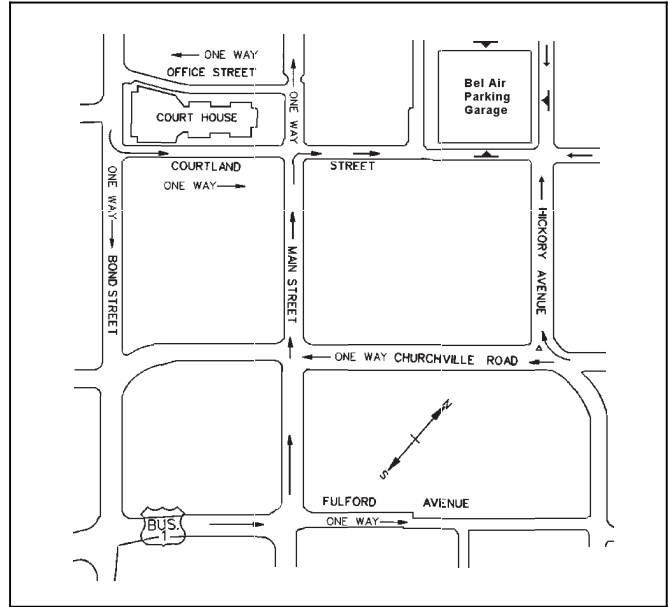 ONE WAY
OFFICE STREET
ONE WAY
Bel Air
Parking
Garage
COURT HOUSE
COURTLAND STREET
ONE WAY
ONE WAY
BOND STREET
MAIN STREET
HICKORY AVENUE
ONE WAY CHURCHVILLE ROAD
N
S
FULFORD AVENUE
ONE WAY
BUS.
1